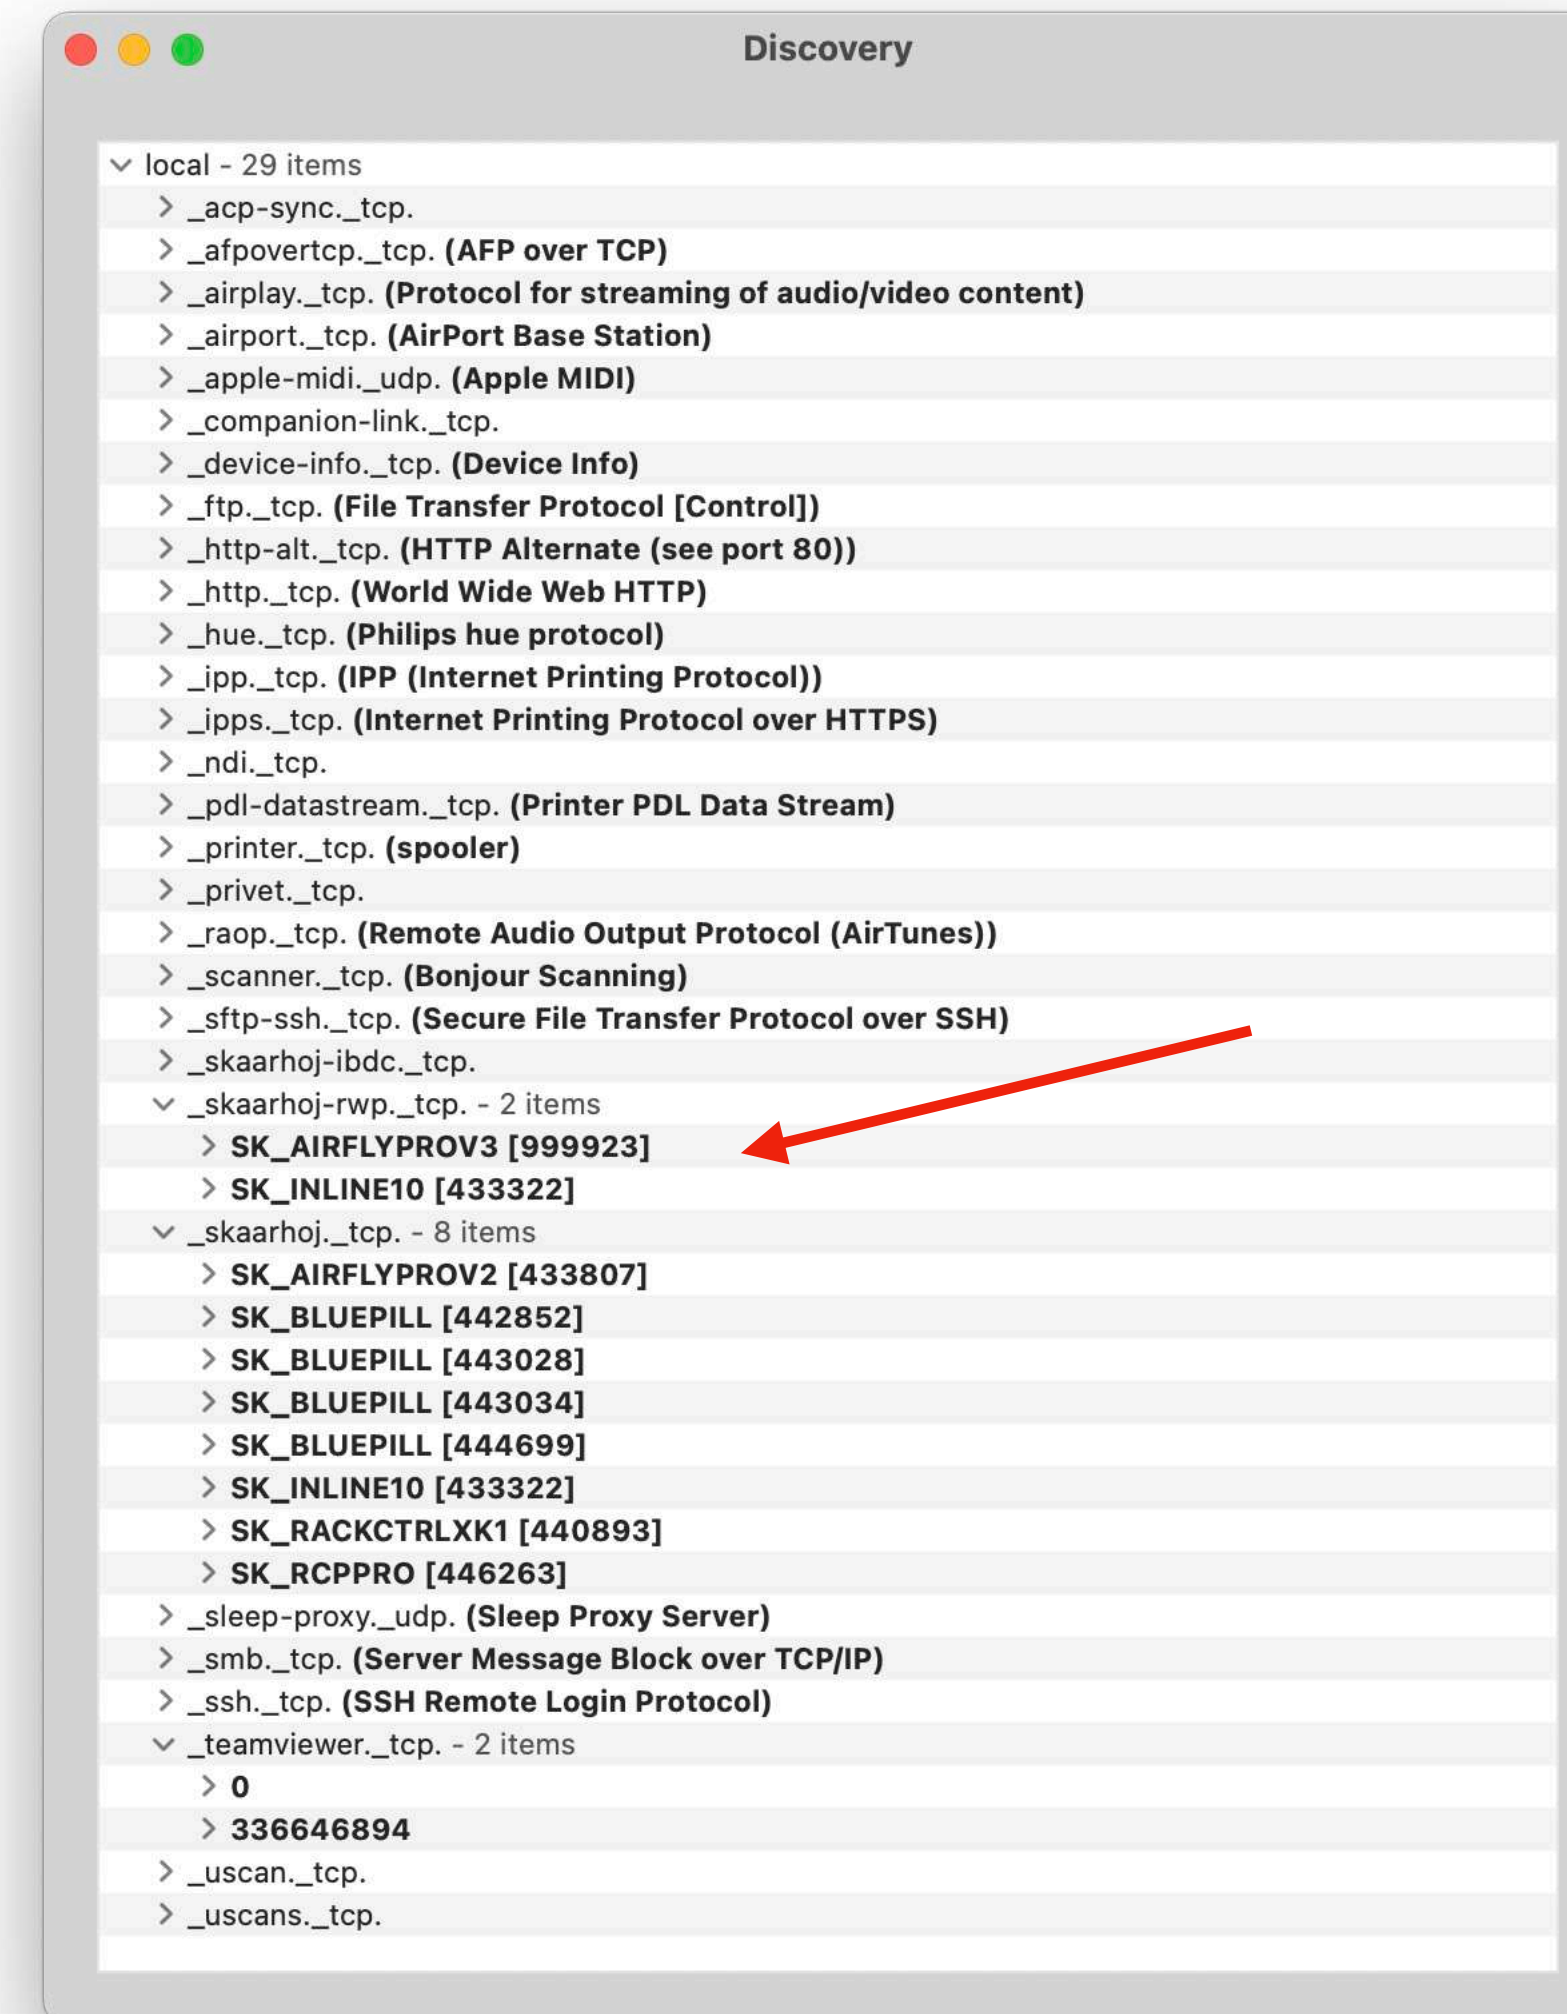 Discovery
local - 29 items
_acp-sync._tcp.
_afpovertcp._tcp. (AFP over TCP)
_airplay._tcp. (Protocol for streaming of audio/video content)
_airport._tcp. (AirPort Base Station)
_apple-midi._udp. (Apple MIDI)
_companion-link._tcp.
_device-info._tcp. (Device Info)
_ftp._tcp. (File Transfer Protocol [Control])
_http-alt._tcp. (HTTP Alternate (see port 80))
_http._tcp. (World Wide Web HTTP)
_hue._tcp. (Philips hue protocol)
_ipp._tcp. (IPP (Internet Printing Protocol))
_ipps._tcp. (Internet Printing Protocol over HTTPS)
_ndi._tcp.
_pdl-datastream._tcp. (Printer PDL Data Stream)
_printer._tcp. (spooler)
_privet._tcp.
_raop._tcp. (Remote Audio Output Protocol (AirTunes))
_scanner._tcp. (Bonjour Scanning)
_sftp-ssh._tcp. (Secure File Transfer Protocol over SSH)
_skaarhoj-ibdc._tcp.
_skaarhoj-rwp._tcp. - 2 items
SK_AIRFLYPROV3 [999923]
SK_INLINE10 [433322]
_skaarhoj._tcp. - 8 items
SK_AIRFLYPROV2 [433807]
SK_BLUEPILL [442852]
SK_BLUEPILL [443028]
SK_BLUEPILL [443034]
SK_BLUEPILL [444699]
SK_INLINE10 [433322]
SK_RACKCTRLXK1 [440893]
SK_RCPPRO [446263]
_sleep-proxy._udp. (Sleep Proxy Server)
_smb._tcp. (Server Message Block over TCP/IP)
_ssh._tcp. (SSH Remote Login Protocol)
_teamviewer._tcp. - 2 items
0
336646894
_uscan._tcp.
_uscans._tcp.